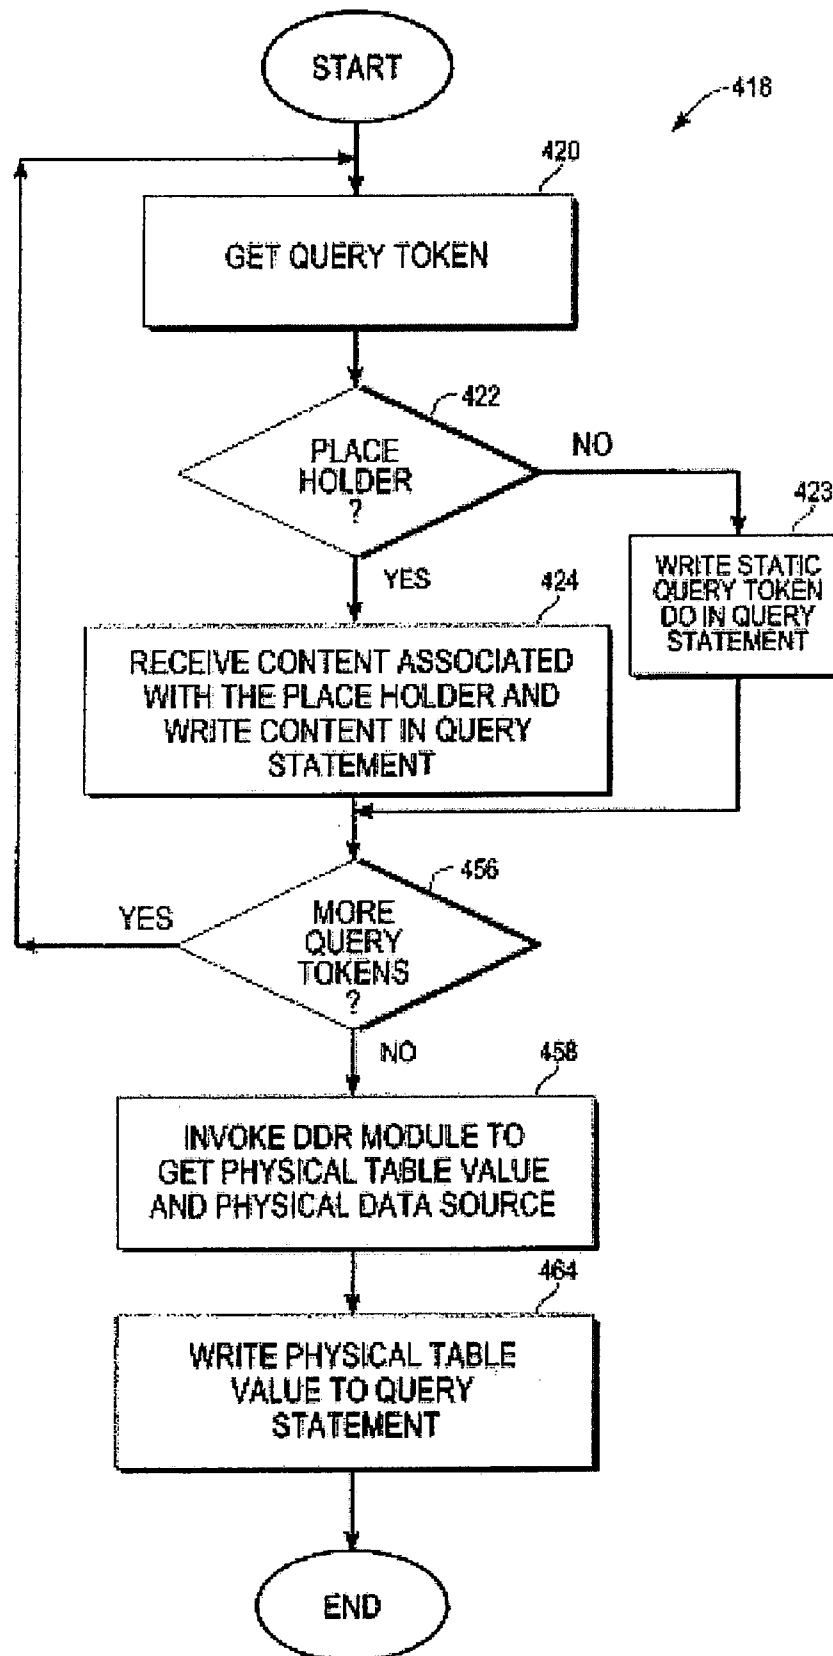 START
418
420
GET QUERY TOKEN
422
PLACE
HOLDER
?
NO
YES
423
WRITE STATIC
QUERY TOKEN
DO IN QUERY
STATEMENT
424
RECEIVE CONTENT ASSOCIATED
WITH THE PLACE HOLDER AND
WRITE CONTENT IN QUERY
STATEMENT
456
YES
MORE
QUERY
TOKENS
?
NO
458
INVOKE DDR MODULE TO
GET PHYSICAL TABLE VALUE
AND PHYSICAL DATA SOURCE
464
WRITE PHYSICAL TABLE
VALUE TO QUERY
STATEMENT
END